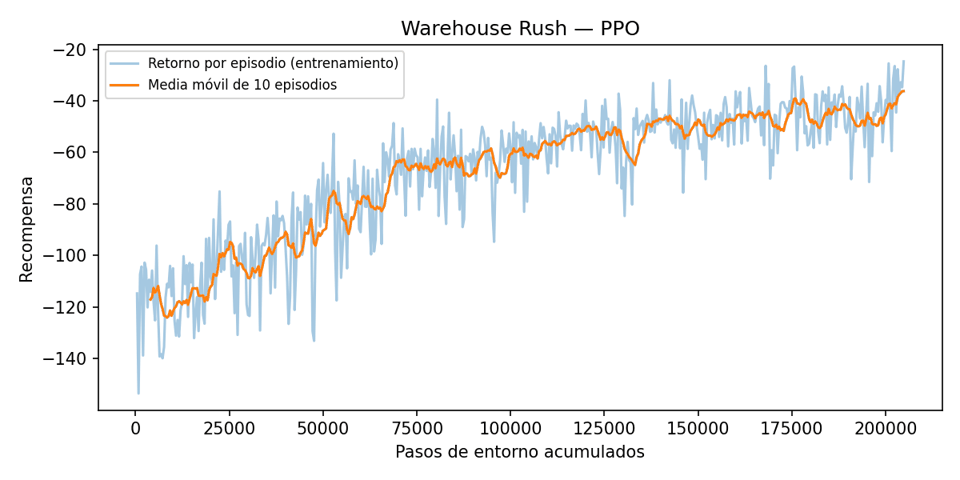 Warehouse Rush — PPO
Retorno por episodio (entrenamiento)
Media móvil de 10 episodios
Recompensa
−20
−40
−60
−80
−100
−120
−140
0 25000 50000 75000 100000 125000 150000 175000 200000
Pasos de entorno acumulados